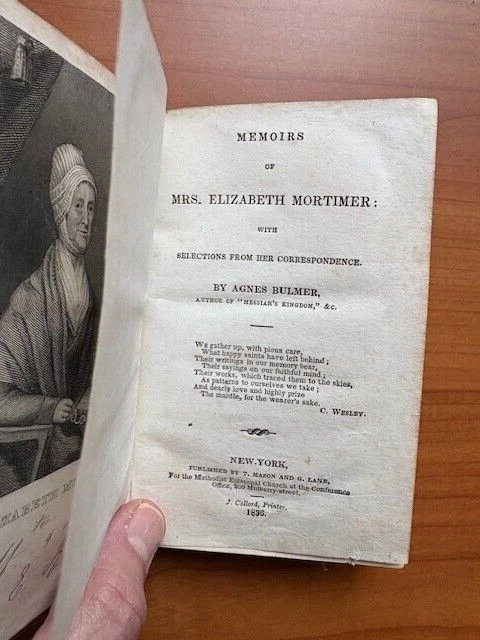 ZABETH M
to
MEMOIRS
OF
MRS. ELIZABETH MORTIMER:
WITH
SELECTIONS FROM HER CORRESPONDENCE.
BY AGNES BULMER,
AUTHOR OF "MESSIAH'S KINGDOM," &C.
WE gather up, with pious care,
What happy saints have left behind;
Their writings in our memory bear,
Their sayings on our faithful mind;
Their works, which traced them to the skies,
As patterns to ourselves we take;
And dearly love and highly prize
The mantle, for the wearer's sake.
C. WESLEY.
NEW-YORK,
PUBLISHED BY T. MASON AND G. LANE,
For the Methodist Episcopal Church at the Conference
Office, 200 Mulberry-street.
J. Collord, Printer.
1836.